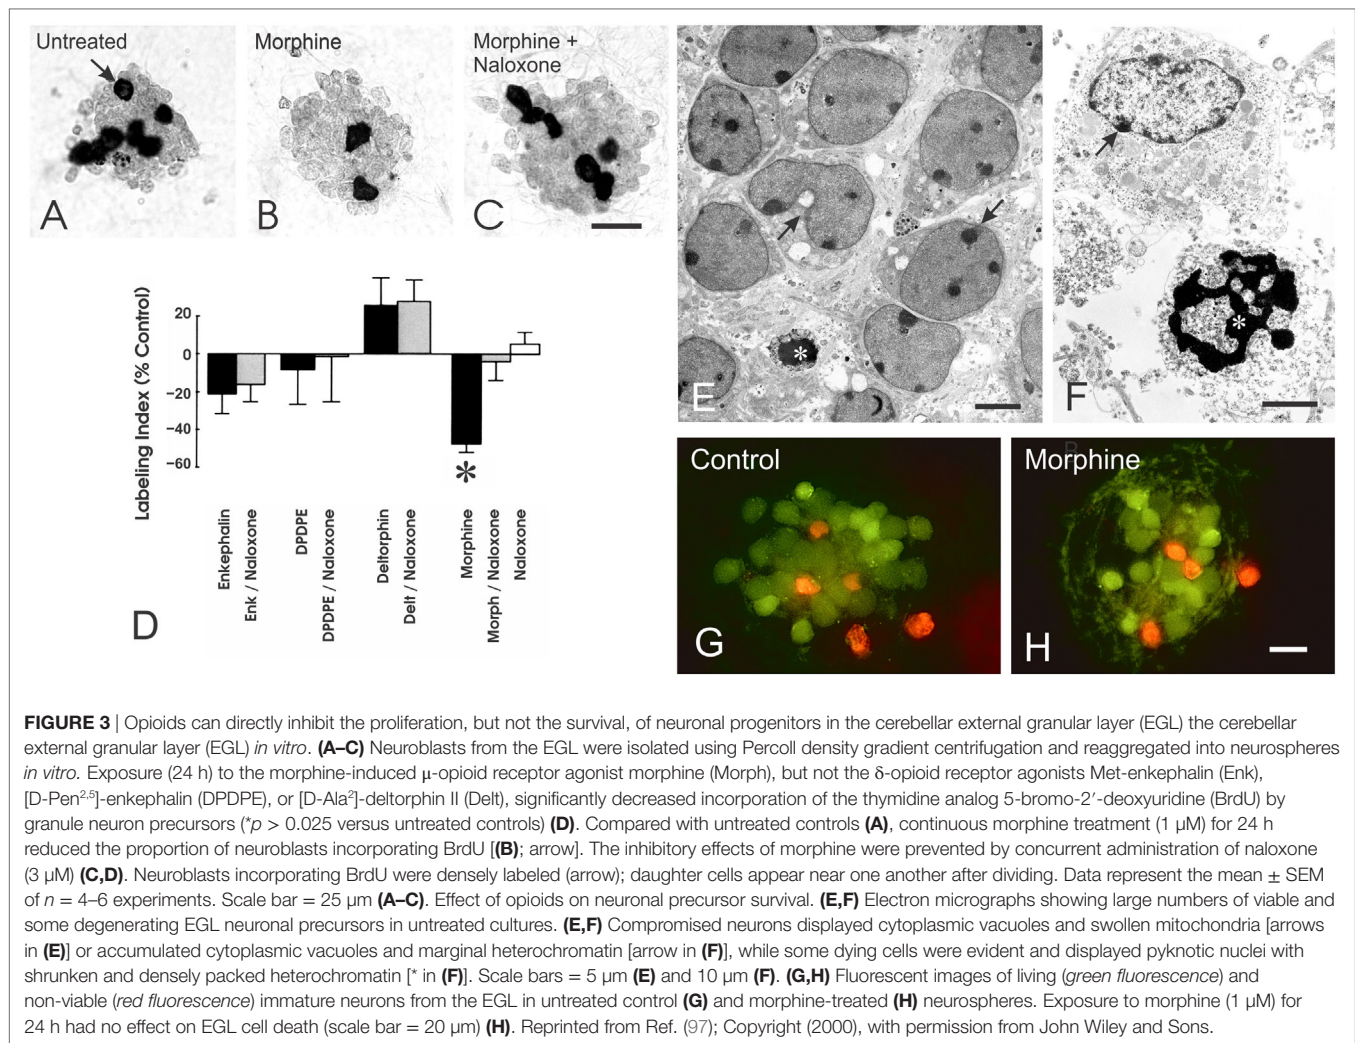 Untreated
Morphine
Morphine +
Naloxone
A
B
C
E
F
Labeling Index (% Control)
20
0
−20
−40
−60
*
Enkephalin
Enk / Naloxone
DPDPE
DPDPE / Naloxone
Deltorphin
Delt / Naloxone
Morphine
Morph / Naloxone
Naloxone
D
*
*
Control
G
Morphine
H
FIGURE 3 | Opioids can directly inhibit the proliferation, but not the survival, of neuronal progenitors in the cerebellar external granular layer (EGL) the cerebellar
external granular layer (EGL) in vitro. (A–C) Neuroblasts from the EGL were isolated using Percoll density gradient centrifugation and reaggregated into neurospheres
in vitro. Exposure (24 h) to the morphine-induced μ-opioid receptor agonist morphine (Morph), but not the δ-opioid receptor agonists Met-enkephalin (Enk),
[D-Pen2,5]-enkephalin (DPDPE), or [D-Ala2]-deltorphin II (Delt), significantly decreased incorporation of the thymidine analog 5-bromo-2′-deoxyuridine (BrdU) by
granule neuron precursors (*p > 0.025 versus untreated controls) (D). Compared with untreated controls (A), continuous morphine treatment (1 μM) for 24 h
reduced the proportion of neuroblasts incorporating BrdU [(B); arrow]. The inhibitory effects of morphine were prevented by concurrent administration of naloxone
(3 μM) (C,D). Neuroblasts incorporating BrdU were densely labeled (arrow); daughter cells appear near one another after dividing. Data represent the mean ± SEM
of n = 4–6 experiments. Scale bar = 25 μm (A–C). Effect of opioids on neuronal precursor survival. (E,F) Electron micrographs showing large numbers of viable and
some degenerating EGL neuronal precursors in untreated cultures. (E,F) Compromised neurons displayed cytoplasmic vacuoles and swollen mitochondria [arrows
in (E)] or accumulated cytoplasmic vacuoles and marginal heterochromatin [arrow in (F)], while some dying cells were evident and displayed pyknotic nuclei with
shrunken and densely packed heterochromatin [* in (F)]. Scale bars = 5 μm (E) and 10 μm (F). (G,H) Fluorescent images of living (green fluorescence) and
non-viable (red fluorescence) immature neurons from the EGL in untreated control (G) and morphine-treated (H) neurospheres. Exposure to morphine (1 μM) for
24 h had no effect on EGL cell death (scale bar = 20 μm) (H). Reprinted from Ref. (97); Copyright (2000), with permission from John Wiley and Sons.